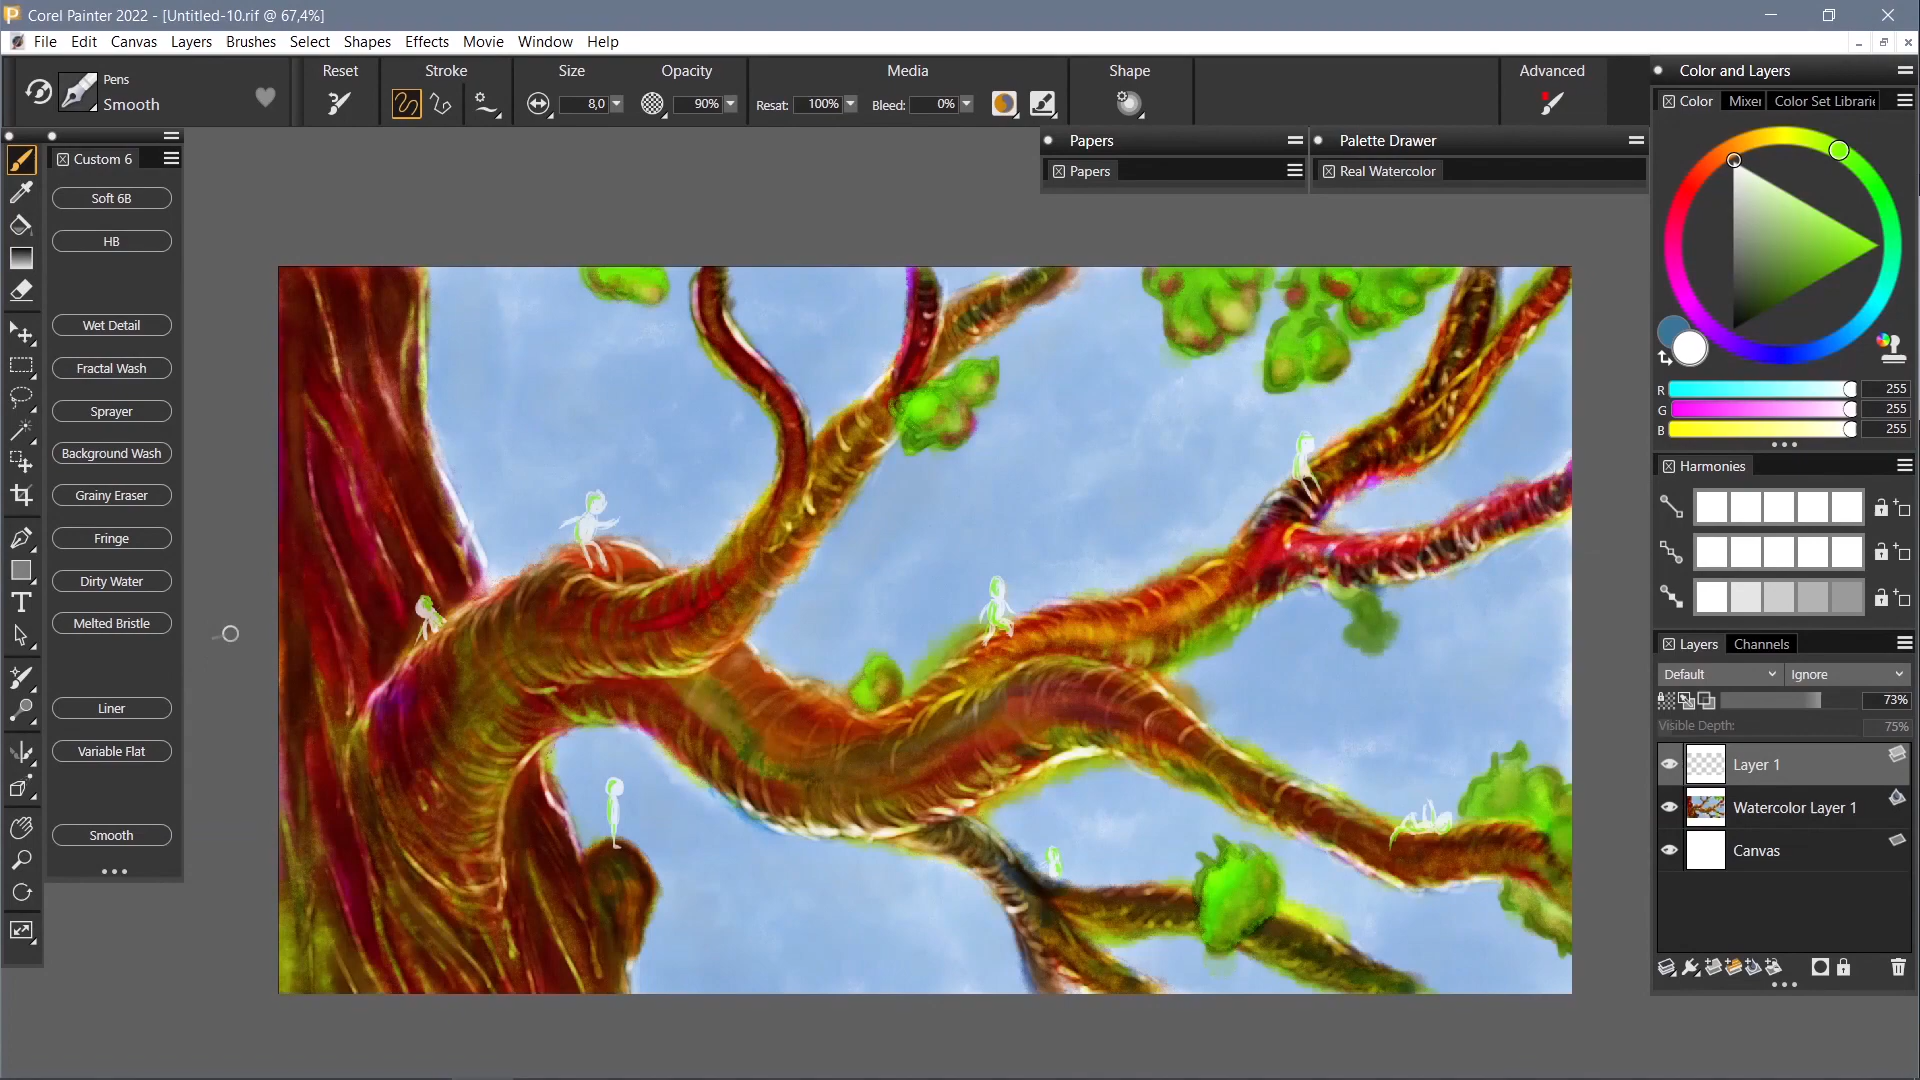 Corel Painter 2022 - [Untitled-10.rif @ 67,4%]
File Edit Canvas Layers Brushes Select Shapes Effects Movie Window Help
Pens
Smooth
Reset
Stroke
Size
8,0
Opacity
90%
Media
Resat: 100%
Bleed: 0%
Shape
Advanced
Custom 6
Soft 6B
HB
Wet Detail
Fractal Wash
Sprayer
Background Wash
Grainy Eraser
Fringe
Dirty Water
Melted Bristle
Liner
Variable Flat
Smooth
Papers
Papers
Palette Drawer
Real Watercolor
Color and Layers
Color Mixer Color Set Librarie
R 255
G 255
B 255
Harmonies
Layers Channels
Default Ignore
73%
Visible Depth: 75%
Layer 1
Watercolor Layer 1
Canvas